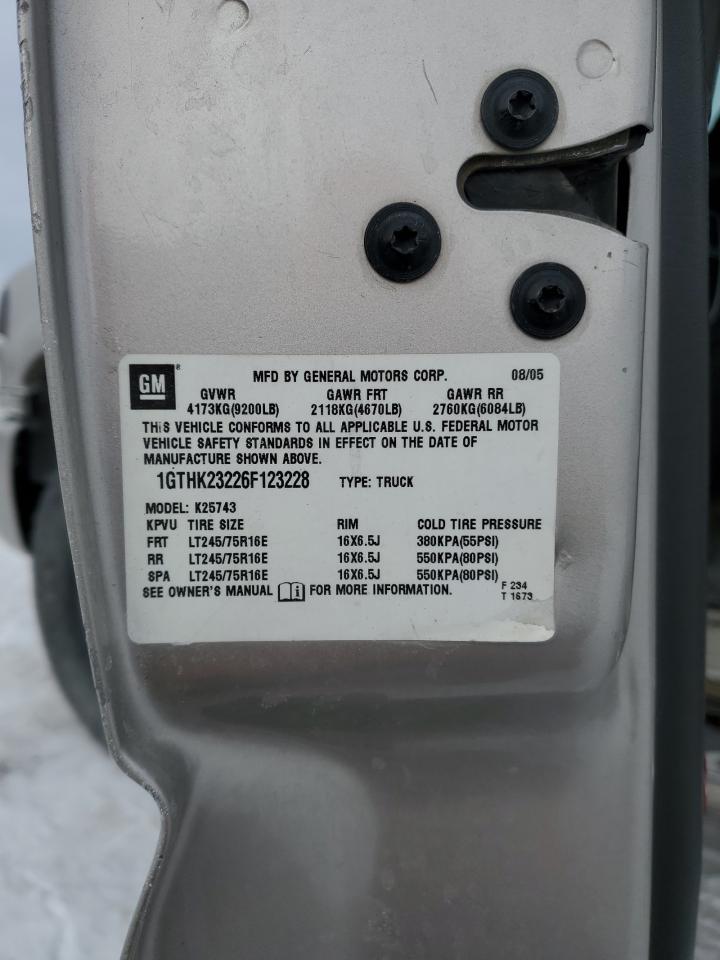 GM ® MFD BY GENERAL MOTORS CORP. 08/05
GVWR GAWR FRT GAWR RR
4173KG(9200LB) 2118KG(4670LB) 2760KG(6084LB)
THIS VEHICLE CONFORMS TO ALL APPLICABLE U.S. FEDERAL MOTOR
VEHICLE SAFETY STANDARDS IN EFFECT ON THE DATE OF
MANUFACTURE SHOWN ABOVE.
1GTHK23226F123228 TYPE: TRUCK
MODEL: K25743
KPVU TIRE SIZE RIM COLD TIRE PRESSURE
FRT LT245/75R16E 16X6.5J 380KPA(55PSI)
RR LT245/75R16E 16X6.5J 550KPA(80PSI)
SPA LT245/75R16E 16X6.5J 550KPA(80PSI)
SEE OWNER'S MANUAL i FOR MORE INFORMATION.
F 234
T 1673